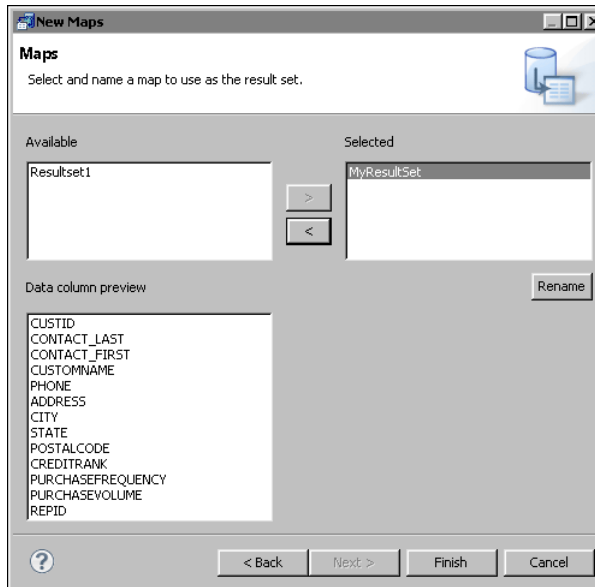 New Maps
Maps
Select and name a map to use as the result set.
Available
Selected
Resultset1
MyResultSet
>
<
Data column preview
Rename
CUSTID
CONTACT_LAST
CONTACT_FIRST
CUSTOMNAME
PHONE
ADDRESS
CITY
STATE
POSTALCODE
CREDITRANK
PURCHASEFREQUENCY
PURCHASEVOLUME
REPID
?
< Back
Next >
Finish
Cancel